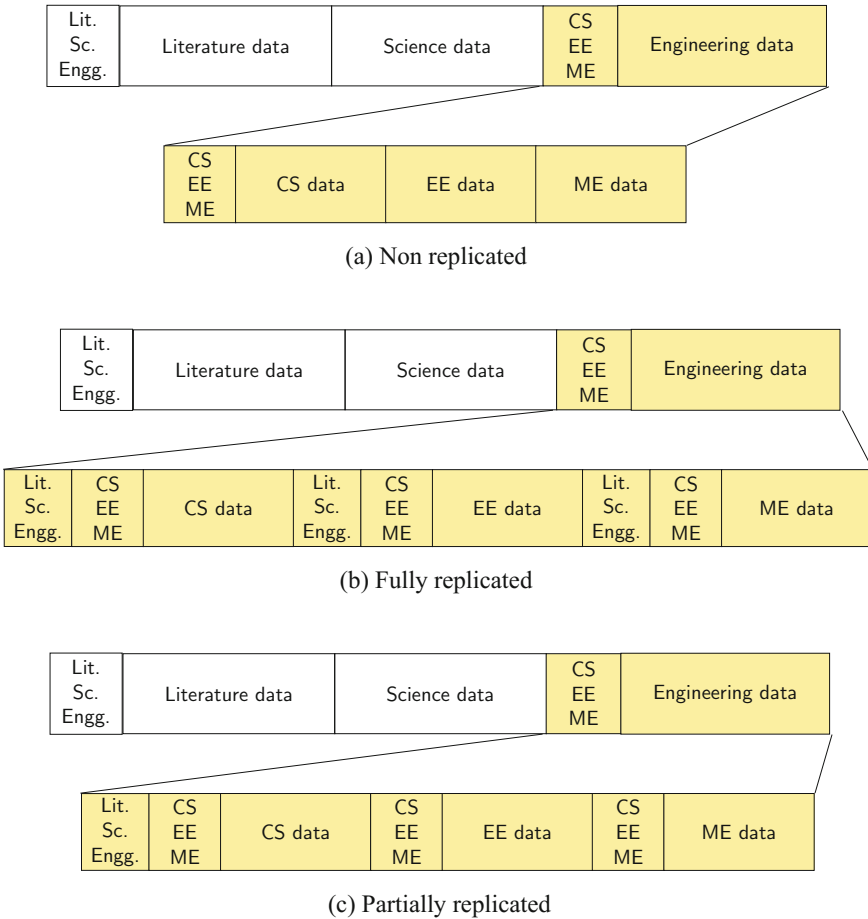 Lit.
Sc.
Engg.
Literature data
Science data
CS
EE
ME
Engineering data
CS
EE
ME
CS data
EE data
ME data
(a) Non replicated
Lit.
Sc.
Engg.
Literature data
Science data
CS
EE
ME
Engineering data
Lit.
Sc.
Engg.
CS
EE
ME
CS data
Lit.
Sc.
Engg.
CS
EE
ME
EE data
Lit.
Sc.
Engg.
CS
EE
ME
ME data
(b) Fully replicated
Lit.
Sc.
Engg.
Literature data
Science data
CS
EE
ME
Engineering data
Lit.
Sc.
Engg.
CS
EE
ME
CS data
CS
EE
ME
EE data
CS
EE
ME
ME data
(c) Partially replicated